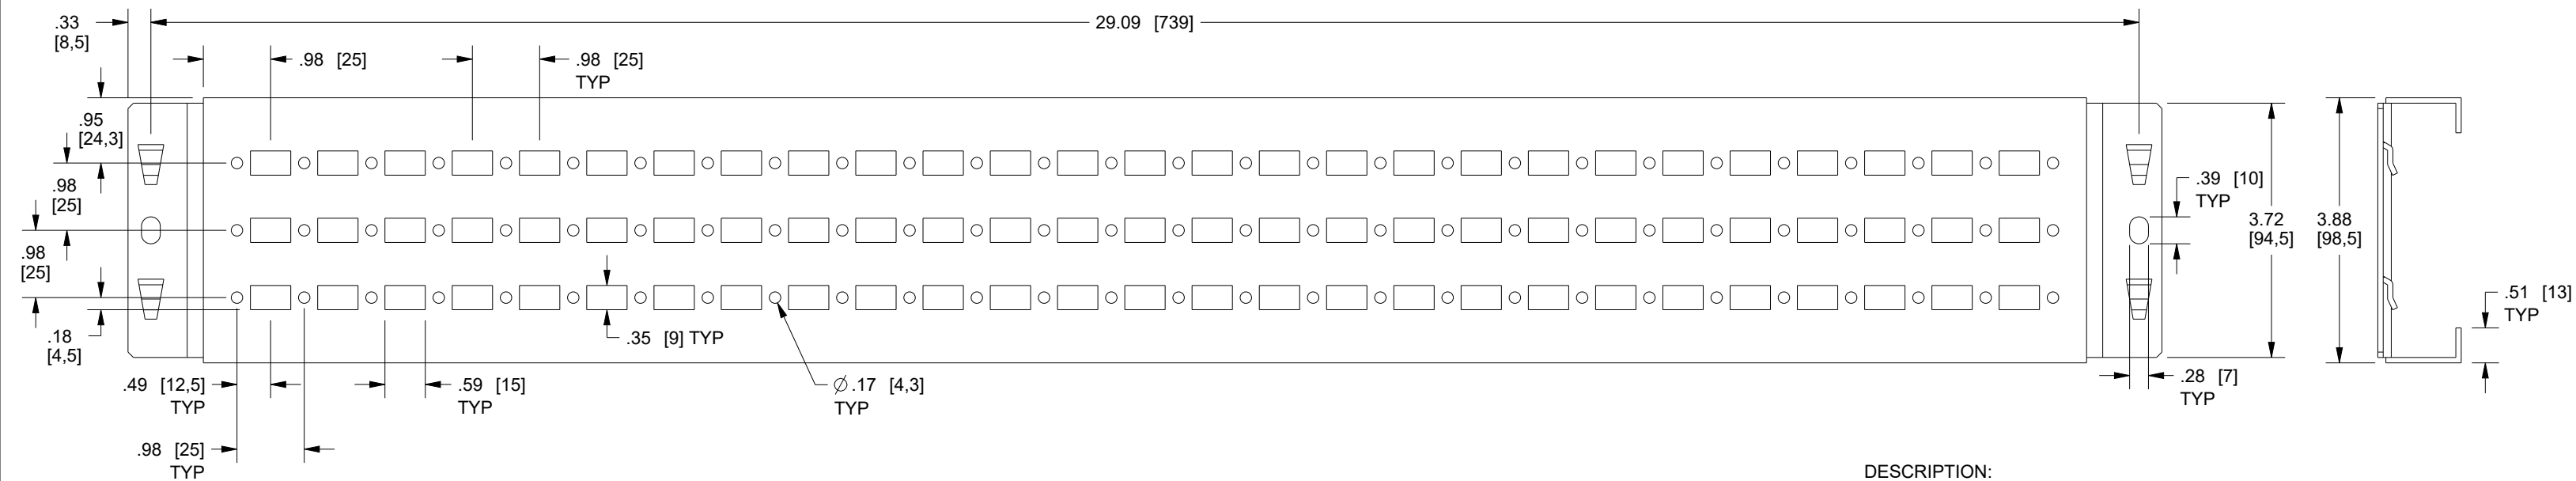 .33
[8,5]
29.09 [739]
.98 [25]
.98 [25]
TYP
.95
[24,3]
.98
[25]
.98
[25]
.18
[4,5]
.39 [10]
TYP
3.72
[94,5]
3.88
[98,5]
.51 [13]
TYP
.35 [9] TYP
.49 [12,5]
TYP
.59 [15]
TYP
Ø.17 [4,3]
TYP
.28 [7]
TYP
.98 [25]
TYP
DESCRIPTION: